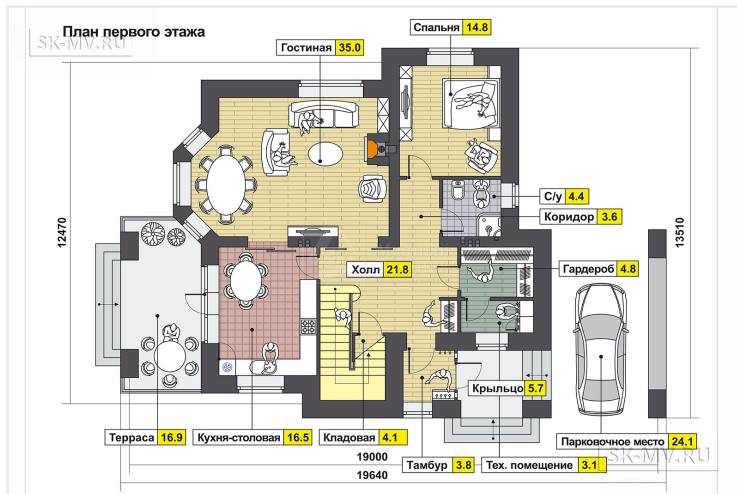 План первого этажа
SK-MV.RU
Спальня 14.8
Гостиная 35.0
С/у 4.4
Коридор 3.6
12470
13510
Холл 21.8
Гардероб 4.8
Крыльцо 5.7
Терраса 16.9
Кухня-столовая 16.5
Кладовая 4.1
Парковочное место 24.1
19000
Тамбур 3.8
Тех. помещение 3.1
SK-MV.RU
19640